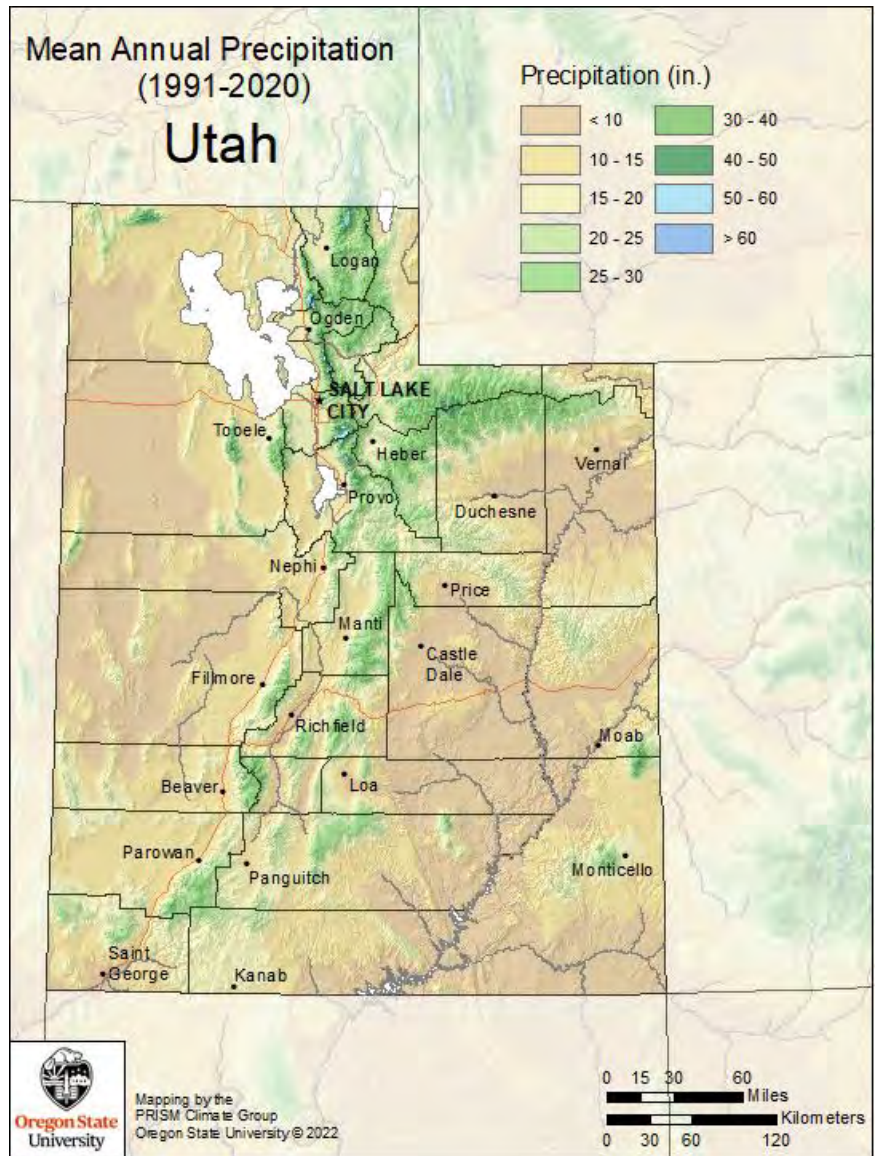 Mean Annual Precipitation
(1991-2020)
Utah
Precipitation (in.)
< 10
30 - 40
10 - 15
40 - 50
15 - 20
50 - 60
20 - 25
> 60
25 - 30
Logan
Ogden
SALT LAKE
CITY
Tooele
Heber
Vernal
Provo
Duchesne
Nephi
Price
Manti
Castle
Dale
Fillmore
Richfield
Moab
Beaver
Loa
Parowan
Panguitch
Monticello
Saint
George
Kanab
Oregon State
University
Mapping by the
PRISM Climate Group
Oregon State University © 2022
0 15 30 60
Miles
Kilometers
0 30 60 120